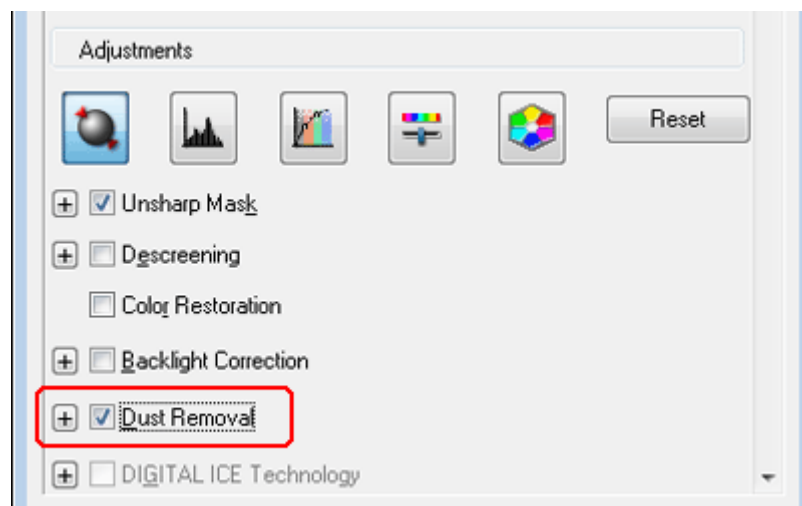 Adjustments
Reset
Unsharp Mask
Descreening
Color Restoration
Backlight Correction
Dust Removal
DIGITAL ICE Technology